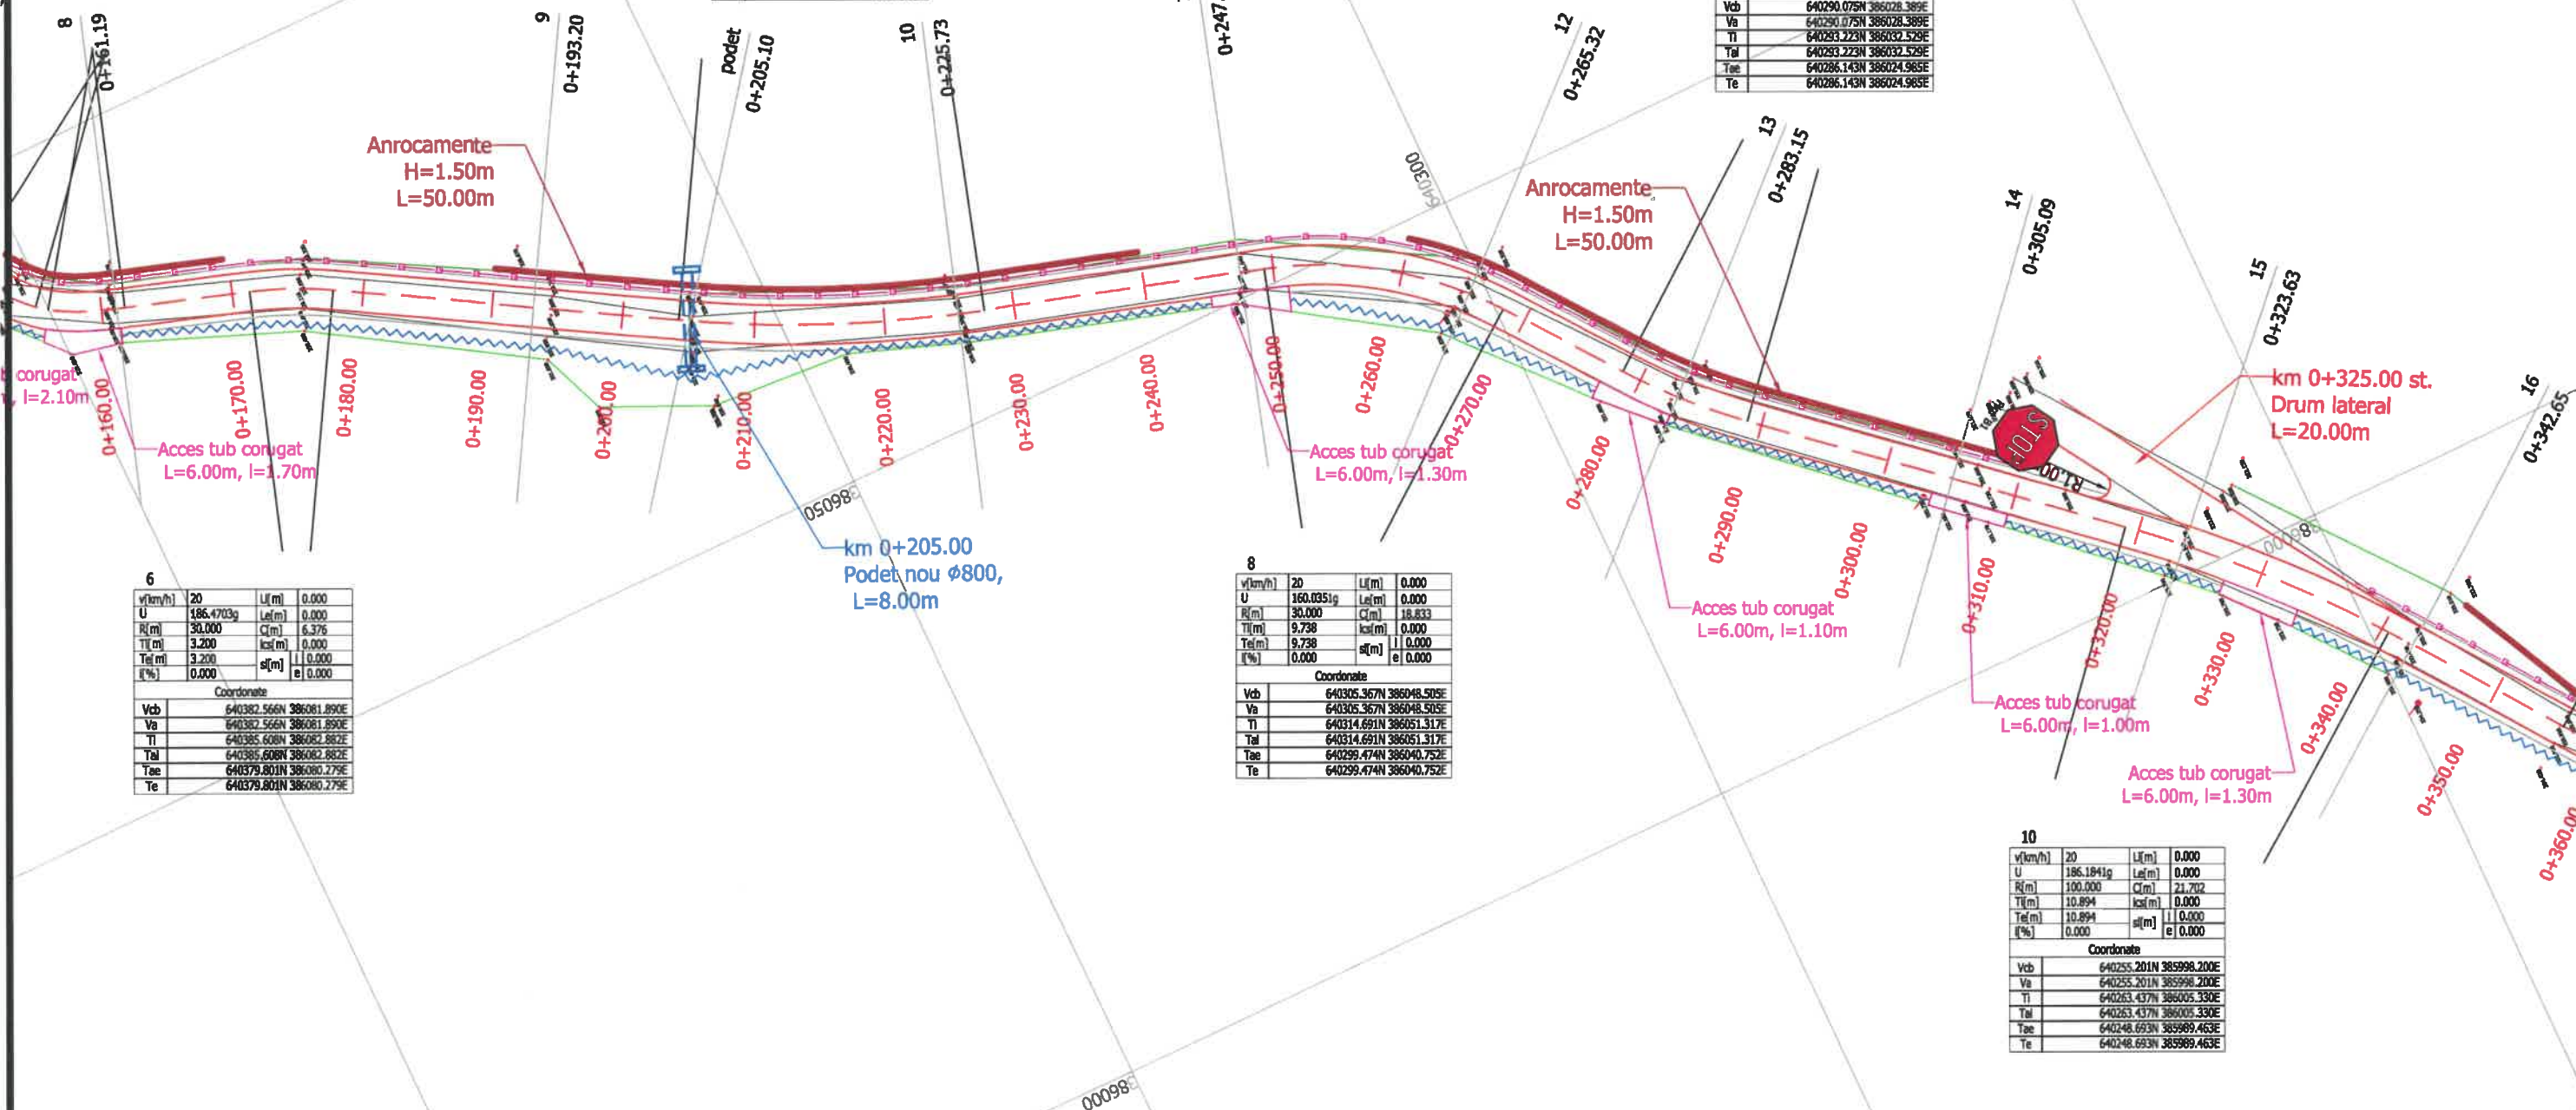 8
0+161.19
9
0+193.20
podet
0+205.10
10
0+225.73
0+247.
12
0+265.32
13
0+283.15
14
0+305.09
15
0+323.63
16
0+342.65
Vcb 640290.075N 386028.389E
Va 640290.075N 386028.389E
Ti 640293.223N 386032.529E
Tai 640293.223N 386032.529E
Tae 640286.143N 386024.985E
Te 640286.143N 386024.985E
Anrocamente
H=1.50m
L=50.00m
Anrocamente
H=1.50m
L=50.00m
640300
STOP
R1.00
km 0+325.00 st.
Drum lateral
L=20.00m
corugat
, l=2.10m
0+160.00
0+170.00
0+180.00
0+190.00
0+200.00
0+210.00
0+220.00
0+230.00
0+240.00
0+250.00
0+260.00
0+270.00
0+280.00
0+290.00
0+300.00
0+310.00
0+320.00
0+330.00
0+340.00
0+350.00
0+360.00
Acces tub corugat
L=6.00m, l=1.70m
Acces tub corugat
L=6.00m, l=1.30m
Acces tub corugat
L=6.00m, l=1.10m
Acces tub corugat
L=6.00m, l=1.00m
Acces tub corugat
L=6.00m, l=1.30m
386050
386000
386000
km 0+205.00
Podet nou ϕ800,
L=8.00m
6
v[km/h] 20 Li[m] 0.000
U 186.4703g Le[m] 0.000
R[m] 30.000 C[m] 6.376
Ti[m] 3.200 lcs[m] 0.000
Te[m] 3.200 sl[m] i 0.000
i[%] 0.000 e 0.000
Coordonate
Vcb 640382.566N 386081.890E
Va 640382.566N 386081.890E
Ti 640385.608N 386082.882E
Tai 640385.608N 386082.882E
Tae 640379.801N 386080.279E
Te 640379.801N 386080.279E
8
v[km/h] 20 Li[m] 0.000
U 160.0351g Le[m] 0.000
R[m] 30.000 C[m] 18.833
Ti[m] 9.738 lcs[m] 0.000
Te[m] 9.738 sl[m] i 0.000
i[%] 0.000 e 0.000
Coordonate
Vcb 640305.367N 386048.505E
Va 640305.367N 386048.505E
Ti 640314.691N 386051.317E
Tai 640314.691N 386051.317E
Tae 640299.474N 386040.752E
Te 640299.474N 386040.752E
10
v[km/h] 20 Li[m] 0.000
U 186.1841g Le[m] 0.000
R[m] 100.000 C[m] 21.702
Ti[m] 10.894 lcs[m] 0.000
Te[m] 10.894 sl[m] i 0.000
i[%] 0.000 e 0.000
Coordonate
Vcb 640255.201N 385998.200E
Va 640255.201N 385998.200E
Ti 640263.437N 386005.330E
Tai 640263.437N 386005.330E
Tae 640248.693N 385989.463E
Te 640248.693N 385989.463E